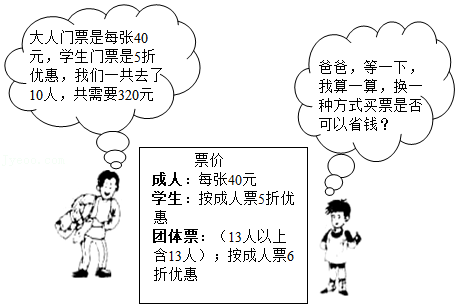 大人门票是每张40
元，学生门票是5折
优惠，我们一共去了
10人，共需要320元
爸爸，等一下，
我算一算，换一
种方式买票是否
可以省钱？
票价
成人：每张40元
学生：按成人票5折优
惠
团体票：（13人以上
含13人）；按成人票6
折优惠